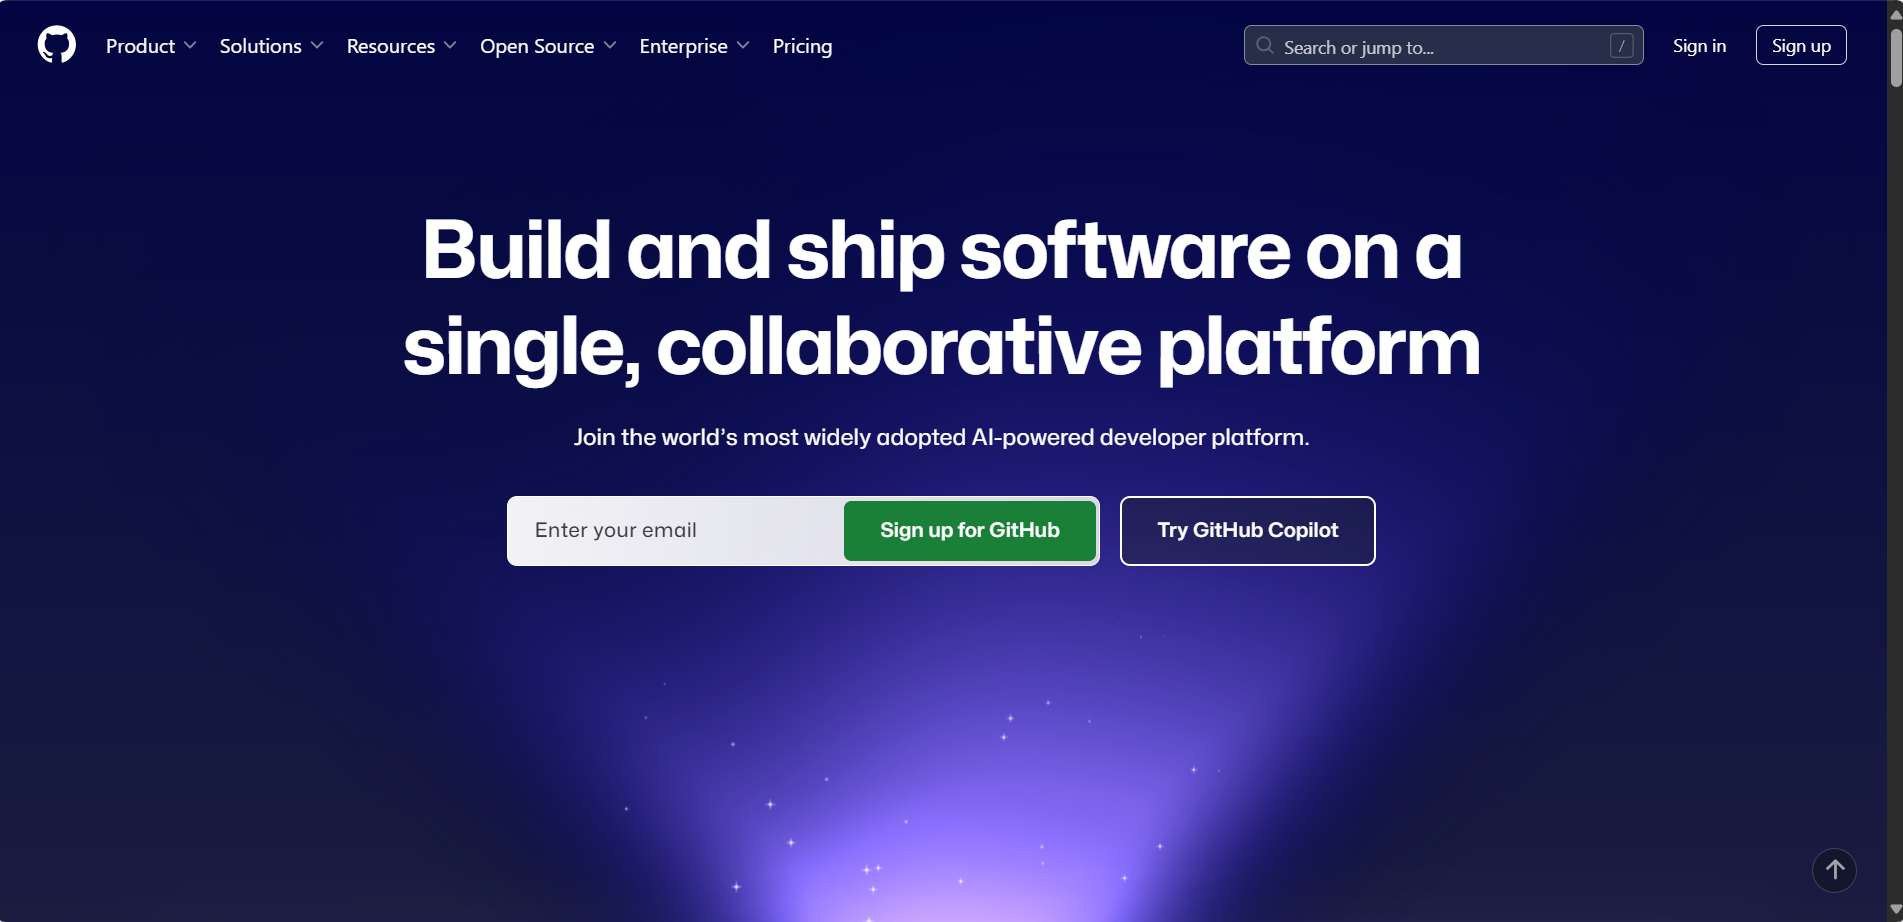 Product
Solutions
Resources
Open Source
Enterprise
Pricing
Search or jump to...
/
Sign in
Sign up
Build and ship software on a
single, collaborative platform
Join the world’s most widely adopted AI-powered developer platform.
Enter your email
Sign up for GitHub
Try GitHub Copilot